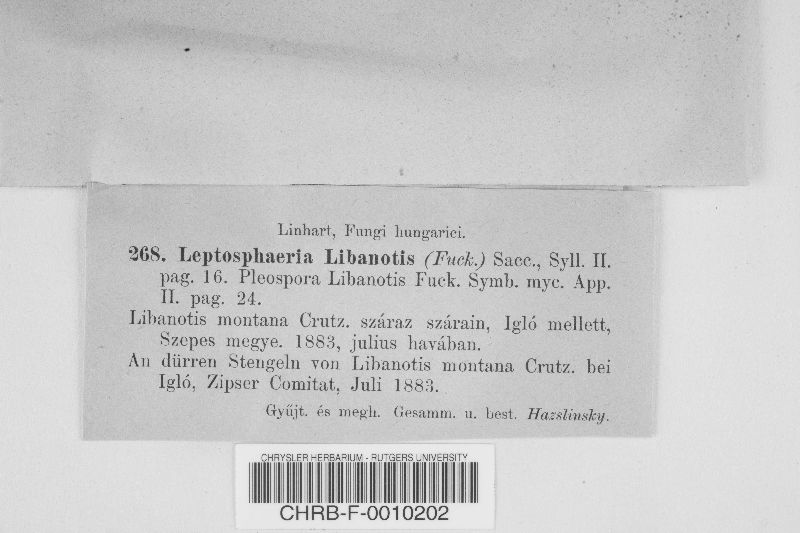 Linhart, Fungi hungarici.
268. Leptosphaeria Libanotis (Fuck.) Sacc., Syll. II.
pag. 16. Pleospora Libanotis Fuck. Symb. myc. App.
II. pag. 24.
Libanotis montana Crutz. száraz szárain, Igló mellett,
Szepes megye. 1883, julius havában.
An dürren Stengeln von Libanotis montana Crutz. bei
Igló, Zipser Comitat, Juli 1883.
Gyűjt. és megh. Gesamm. u. best. Hazslinsky.
CHRYSLER HERBARIUM - RUTGERS UNIVERSITY
CHRB-F-0010202